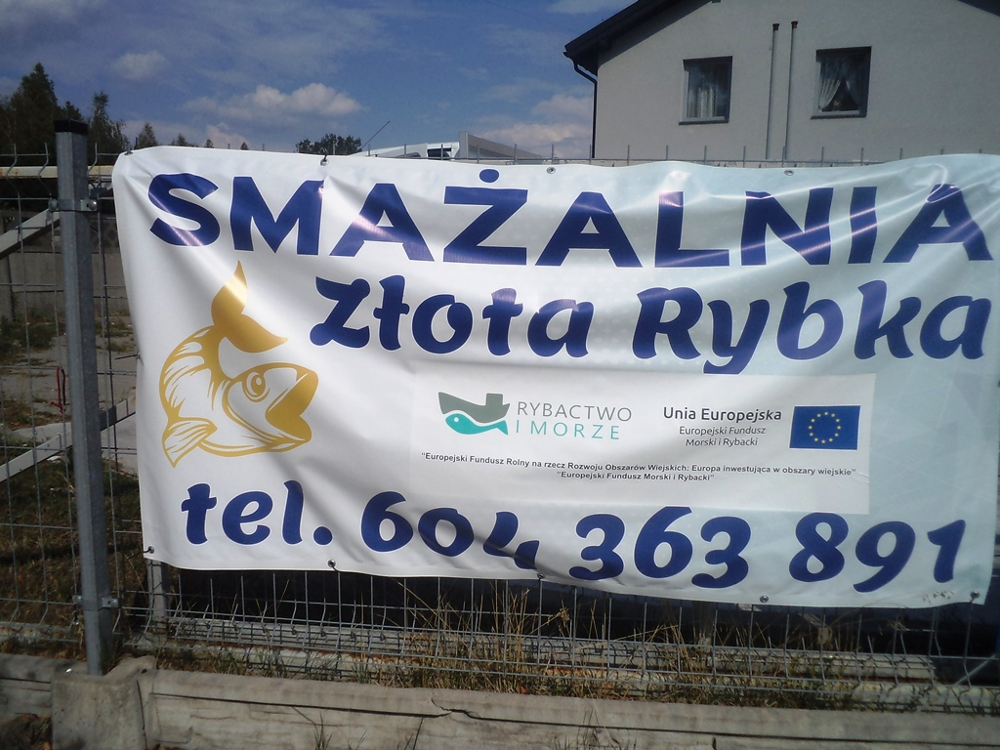 SMAŻALNIA
Złota Rybka
RYBACTWO
I MORZE
Unia Europejska
Europejski Fundusz
Morski i Rybacki
"Europejski Fundusz Rolny na rzecz Rozwoju Obszarów Wiejskich: Europa inwestująca w obszary wiejskie"
"Europejski Fundusz Morski i Rybacki"
tel. 604 363 891